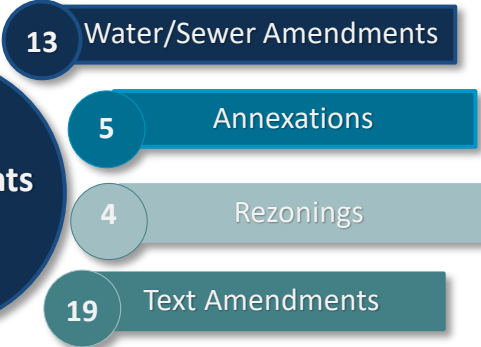 13 Water/Sewer Amendments
5 Annexations
4 Rezonings
19 Text Amendments